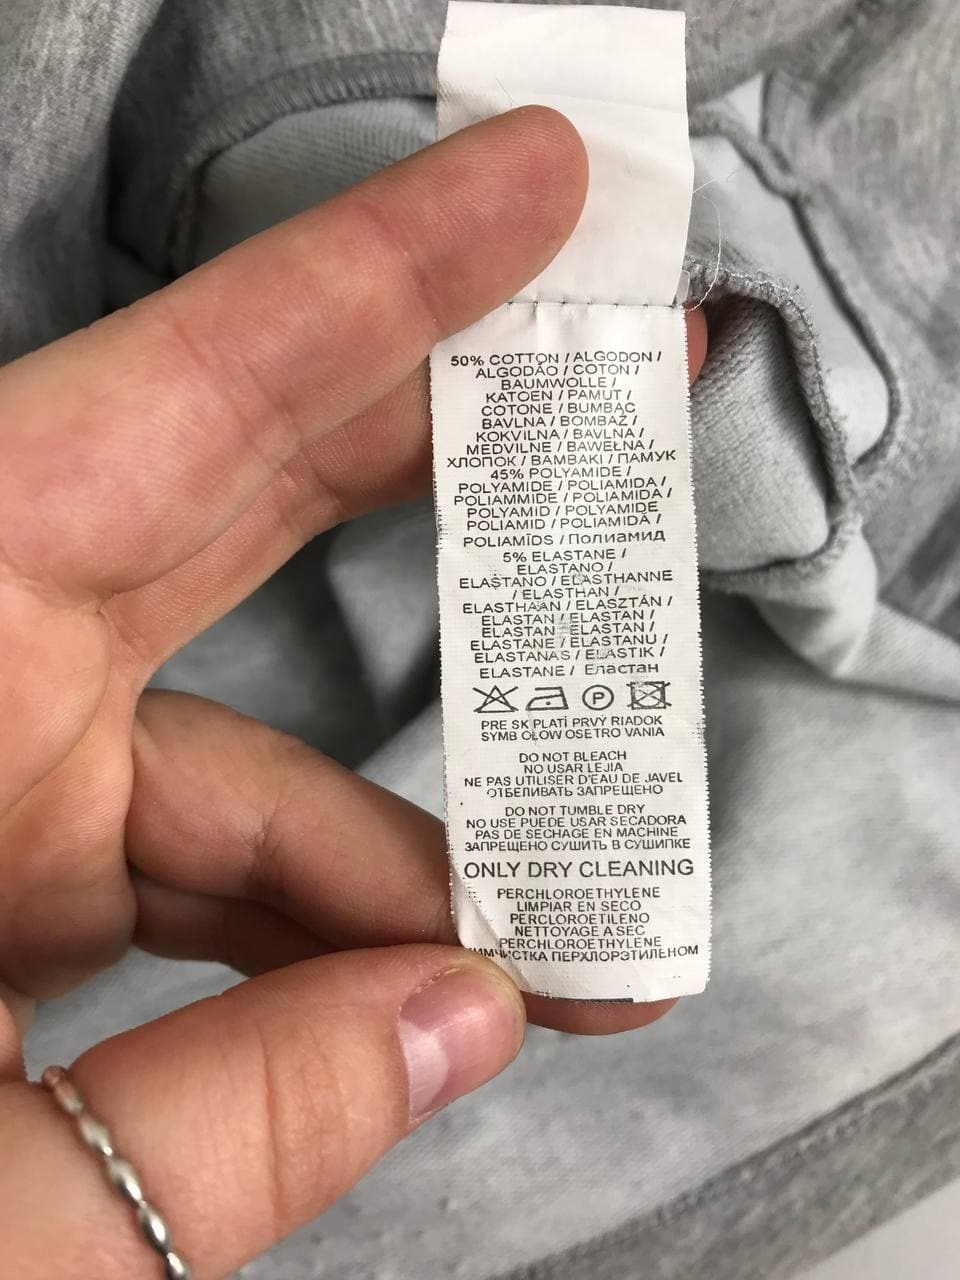 50% COTTON / ALGODON /
ALGODÃO / COTON /
BAUMWOLLE /
KATOEN / PAMUT /
COTONE / BUMBAC
BAVLNA / BOMBAŽ /
KOKVILNA / BAVLNA /
MEDVILNE / BAWEŁNA /
ХЛОПОК / BAMBAKI / ПАМУК
45% POLYAMIDE /
POLYAMIDE / POLIAMIDA /
POLIAMMIDE / POLIAMIDA /
POLYAMID / POLYAMIDE
POLIAMID / POLIAMIDĂ /
POLIAMĪDS / Полиамид
5% ELASTANE /
ELASTANO /
ELASTANO / ELASTHANNE
/ ELASTHAN /
ELASTHAAN / ELASZTÁN /
ELASTAN / ELASTAN /
ELASTAN ELASTAN /
ELASTANE / ELASTANU /
ELASTANAS / ELASTIK /
ELASTANE / Еластан
P
PRE SK PLATÍ PRVÝ RIADOK
SYMB OLOW OSETRO VANIA
DO NOT BLEACH
NO USAR LEJIA
NE PAS UTILISER D'EAU DE JAVEL
ОТБЕЛИВАТЬ ЗАПРЕЩЕНО
DO NOT TUMBLE DRY
NO USE PUEDE USAR SECADORA
PAS DE SECHAGE EN MACHINE
ЗАПРЕЩЕНО СУШИТЬ В СУШИПКЕ
ONLY DRY CLEANING
PERCHLOROETHYLENE
LIMPIAR EN SECO
PERCLOROETILENO
NETTOYAGE A SEC
PERCHLOROETHYLENE
ХИМЧИСТКА ПЕРХЛОРЭТИЛЕНОМ